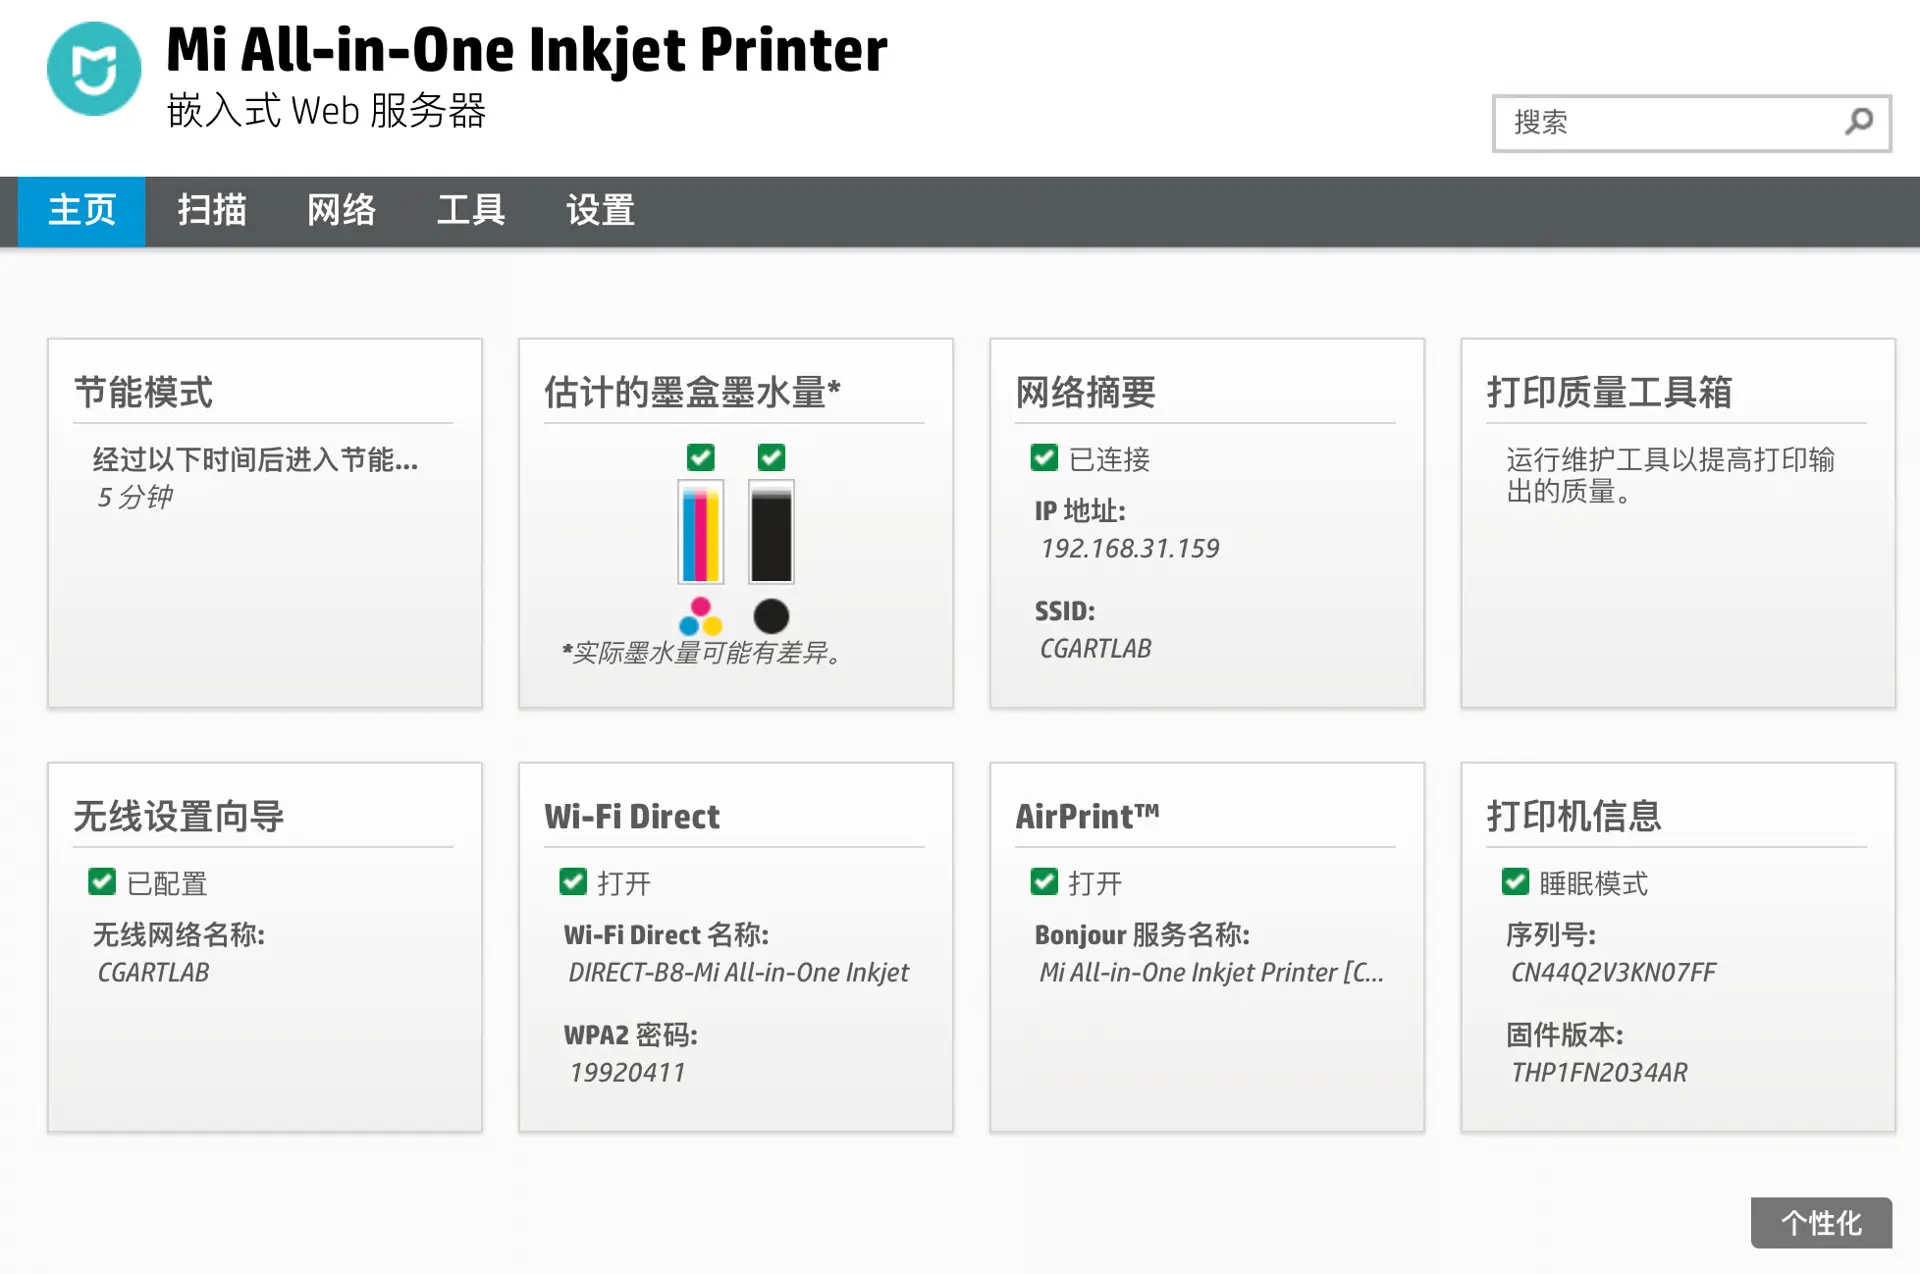 Mi All-in-One Inkjet Printer
嵌入式 Web 服务器
搜索
主页
扫描
网络
工具
设置
节能模式
经过以下时间后进入节能...
5 分钟
估计的墨盒墨水量*
*实际墨水量可能有差异。
网络摘要
已连接
IP 地址:
192.168.31.159
SSID:
CGARTLAB
打印质量工具箱
运行维护工具以提高打印输
出的质量。
无线设置向导
已配置
无线网络名称:
CGARTLAB
Wi-Fi Direct
打开
Wi-Fi Direct 名称:
DIRECT-B8-Mi All-in-One Inkjet
WPA2 密码:
19920411
AirPrint™
打开
Bonjour 服务名称:
Mi All-in-One Inkjet Printer [C...
打印机信息
睡眠模式
序列号:
CN44Q2V3KN07FF
固件版本:
THP1FN2034AR
个性化